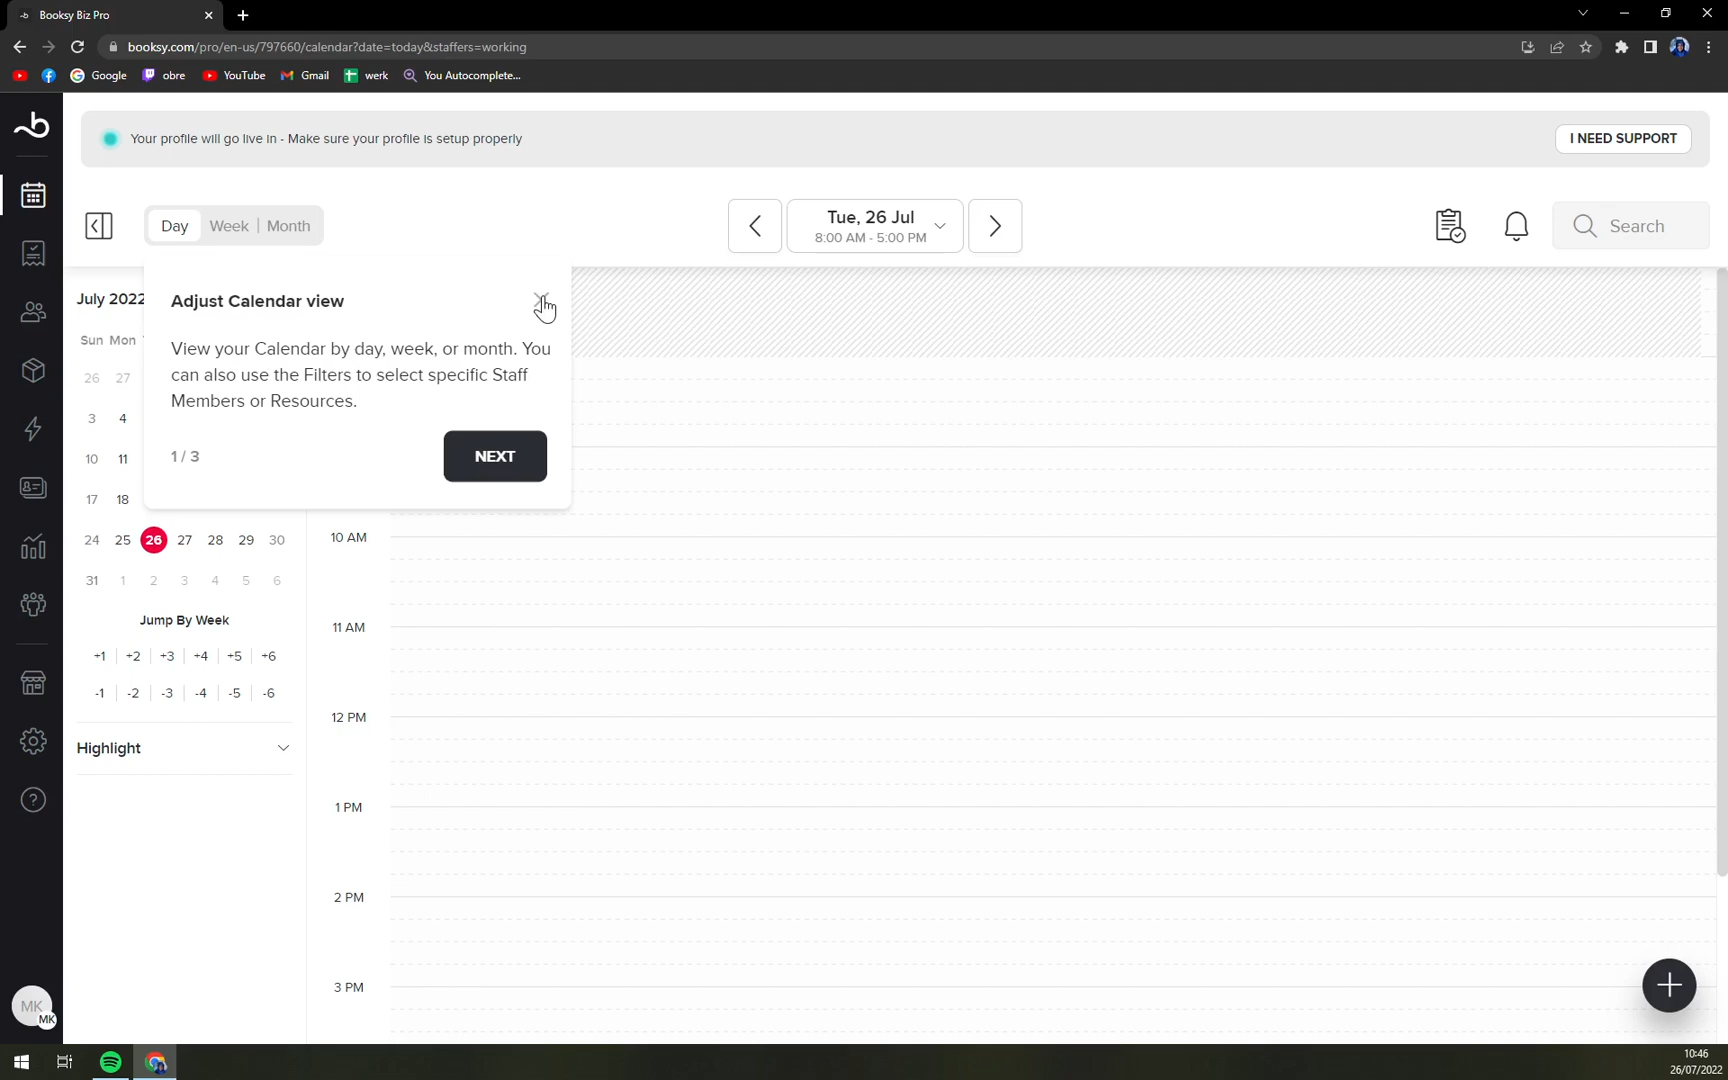 Booksy Biz Pro
booksy.com/pro/en-us/797660/calendar?date=today&staffers=working
Google
obre
YouTube
Gmail
werk
You Autocomplete...
Your profile will go live in - Make sure your profile is setup properly
I NEED SUPPORT
Day
Week | Month
Tue, 26 Jul
8:00 AM - 5:00 PM
Search
July 2022
Adjust Calendar view
View your Calendar by day, week, or month. You
can also use the Filters to select specific Staff
Members or Resources.
1 / 3
NEXT
Sun Mon
26 27
3 4
10 11
17 18
24 25 26 27 28 29 30
31 1 2 3 4 5 6
Jump By Week
+1 +2 +3 +4 +5 +6
-1 -2 -3 -4 -5 -6
Highlight
10 AM
11 AM
12 PM
1 PM
2 PM
3 PM
MK
MK
10:46
26/07/2022